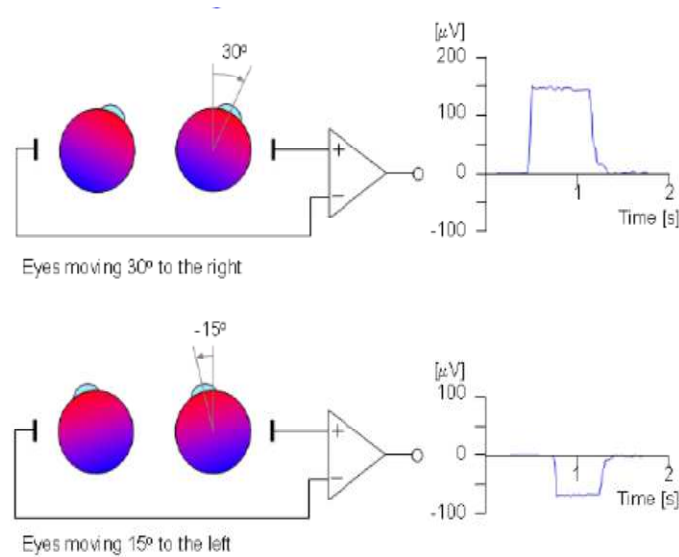 [μV]
200
30º
100
+
0
−
1
2
Time [s]
-100
Eyes moving 30º to the right
-15º
[μV]
100
+
0
−
1
2
-100
Time [s]
Eyes moving 15º to the left